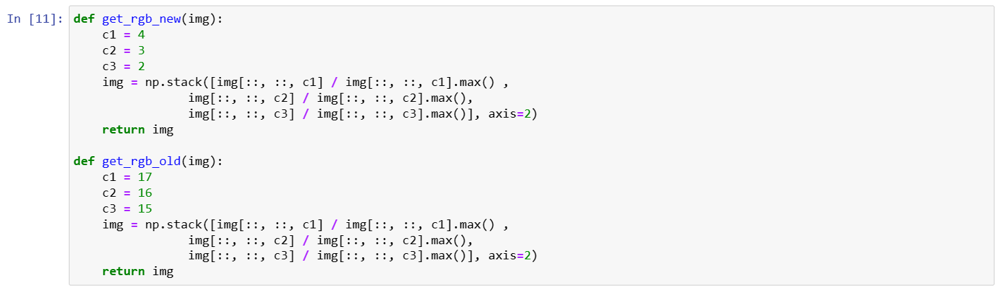 In [11]: def get_rgb_new(img):
    c1 = 4
    c2 = 3
    c3 = 2
    img = np.stack([img[::, ::, c1] / img[::, ::, c1].max() ,
                img[::, ::, c2] / img[::, ::, c2].max(),
                img[::, ::, c3] / img[::, ::, c3].max()], axis=2)
    return img

def get_rgb_old(img):
    c1 = 17
    c2 = 16
    c3 = 15
    img = np.stack([img[::, ::, c1] / img[::, ::, c1].max() ,
                img[::, ::, c2] / img[::, ::, c2].max(),
                img[::, ::, c3] / img[::, ::, c3].max()], axis=2)
    return img